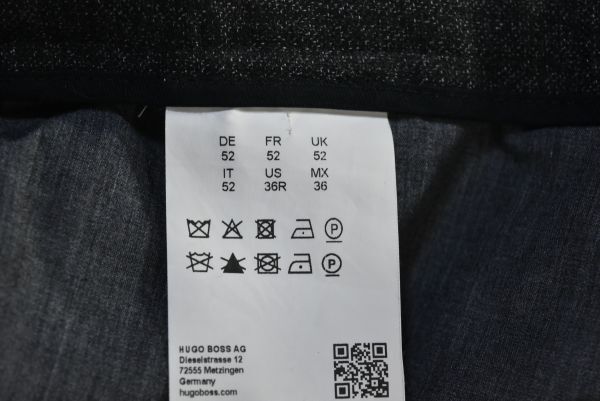 DE FR UK
52 52 52
IT US MX
52 36R 36
P
P
HUGO BOSS AG
Dieselstrasse 12
72555 Metzingen
Germany
hugoboss.com